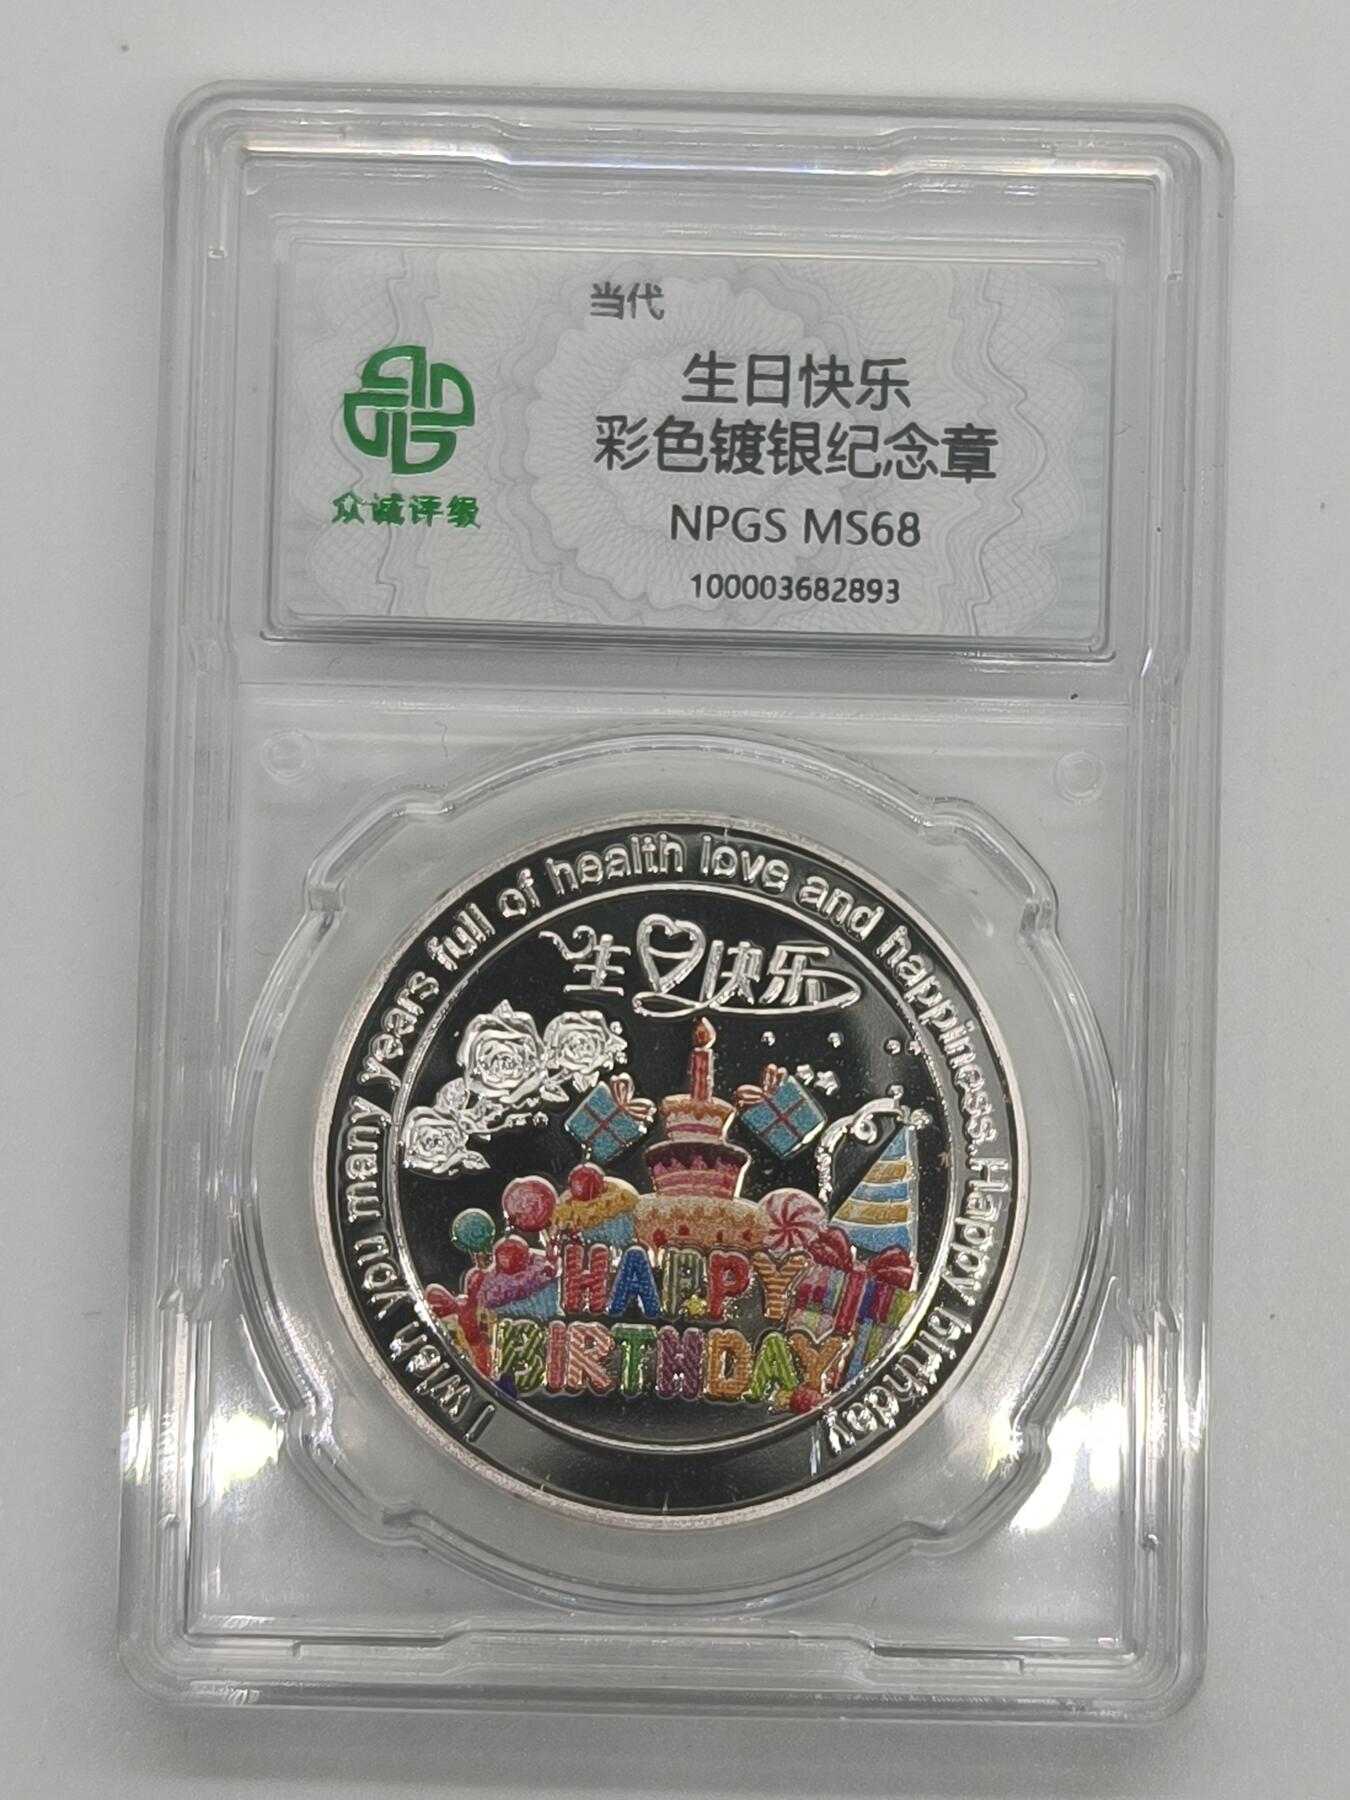 当代
生日快乐
彩色镀银纪念章
NPGS MS68
100003682893
众诚评级
I wish you many years full of health love and happiness.Happy birthday
生日快乐
HAPPY
BIRTHDAY